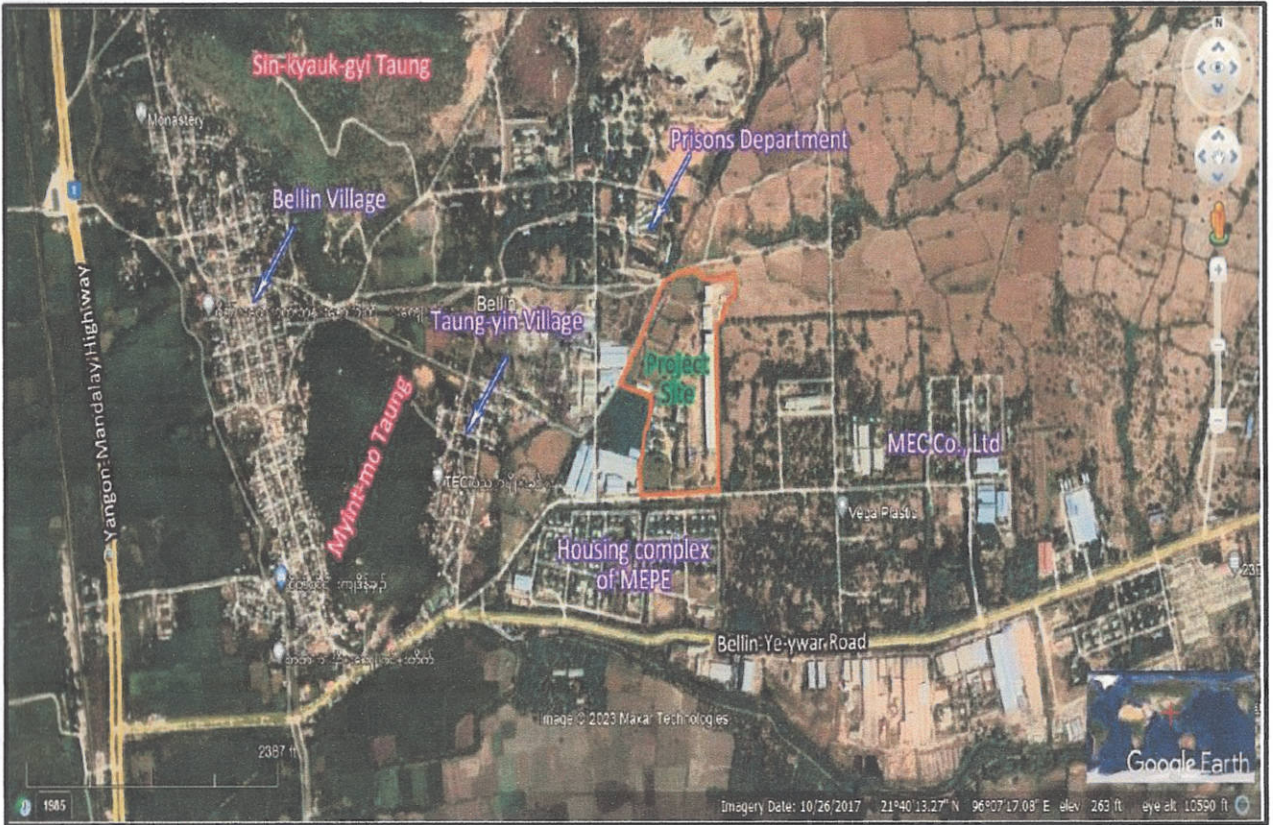 N
Sin-kyauk-gyi Taung
Monastery
Prisons Department
1
Bellin Village
Yangon-Mandalay Highway
Bellin
Taung-yin Village
Project
Site
Myint-mo Taung
MEC Co., Ltd
Vega Plastic
Housing complex
of MEPE
Bellin-Ye-ywar Road
Image © 2023 Maxar Technologies
2387 ft
Google Earth
1985
Imagery Date: 10/26/2017 21°40'13.27" N 96°07'17.08" E elev 263 ft eye alt 10590 ft